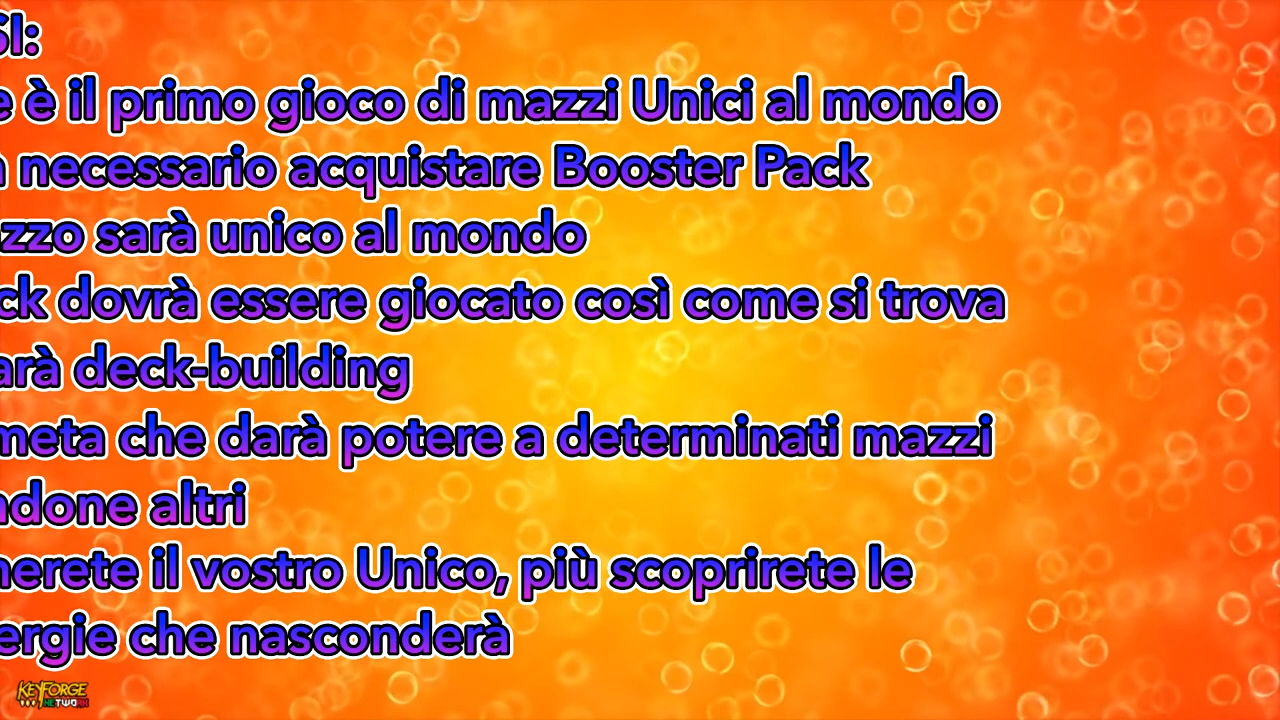 SI:
e è il primo gioco di mazzi Unici al mondo
necessario acquistare Booster Pack
zzo sarà unico al mondo
ck dovrà essere giocato così come si trova
arà deck-building
meta che darà potere a determinati mazzi
ndone altri
nerete il vostro Unico, più scoprirete le
ergie che nasconderà
KEYFORGE
NETWORK